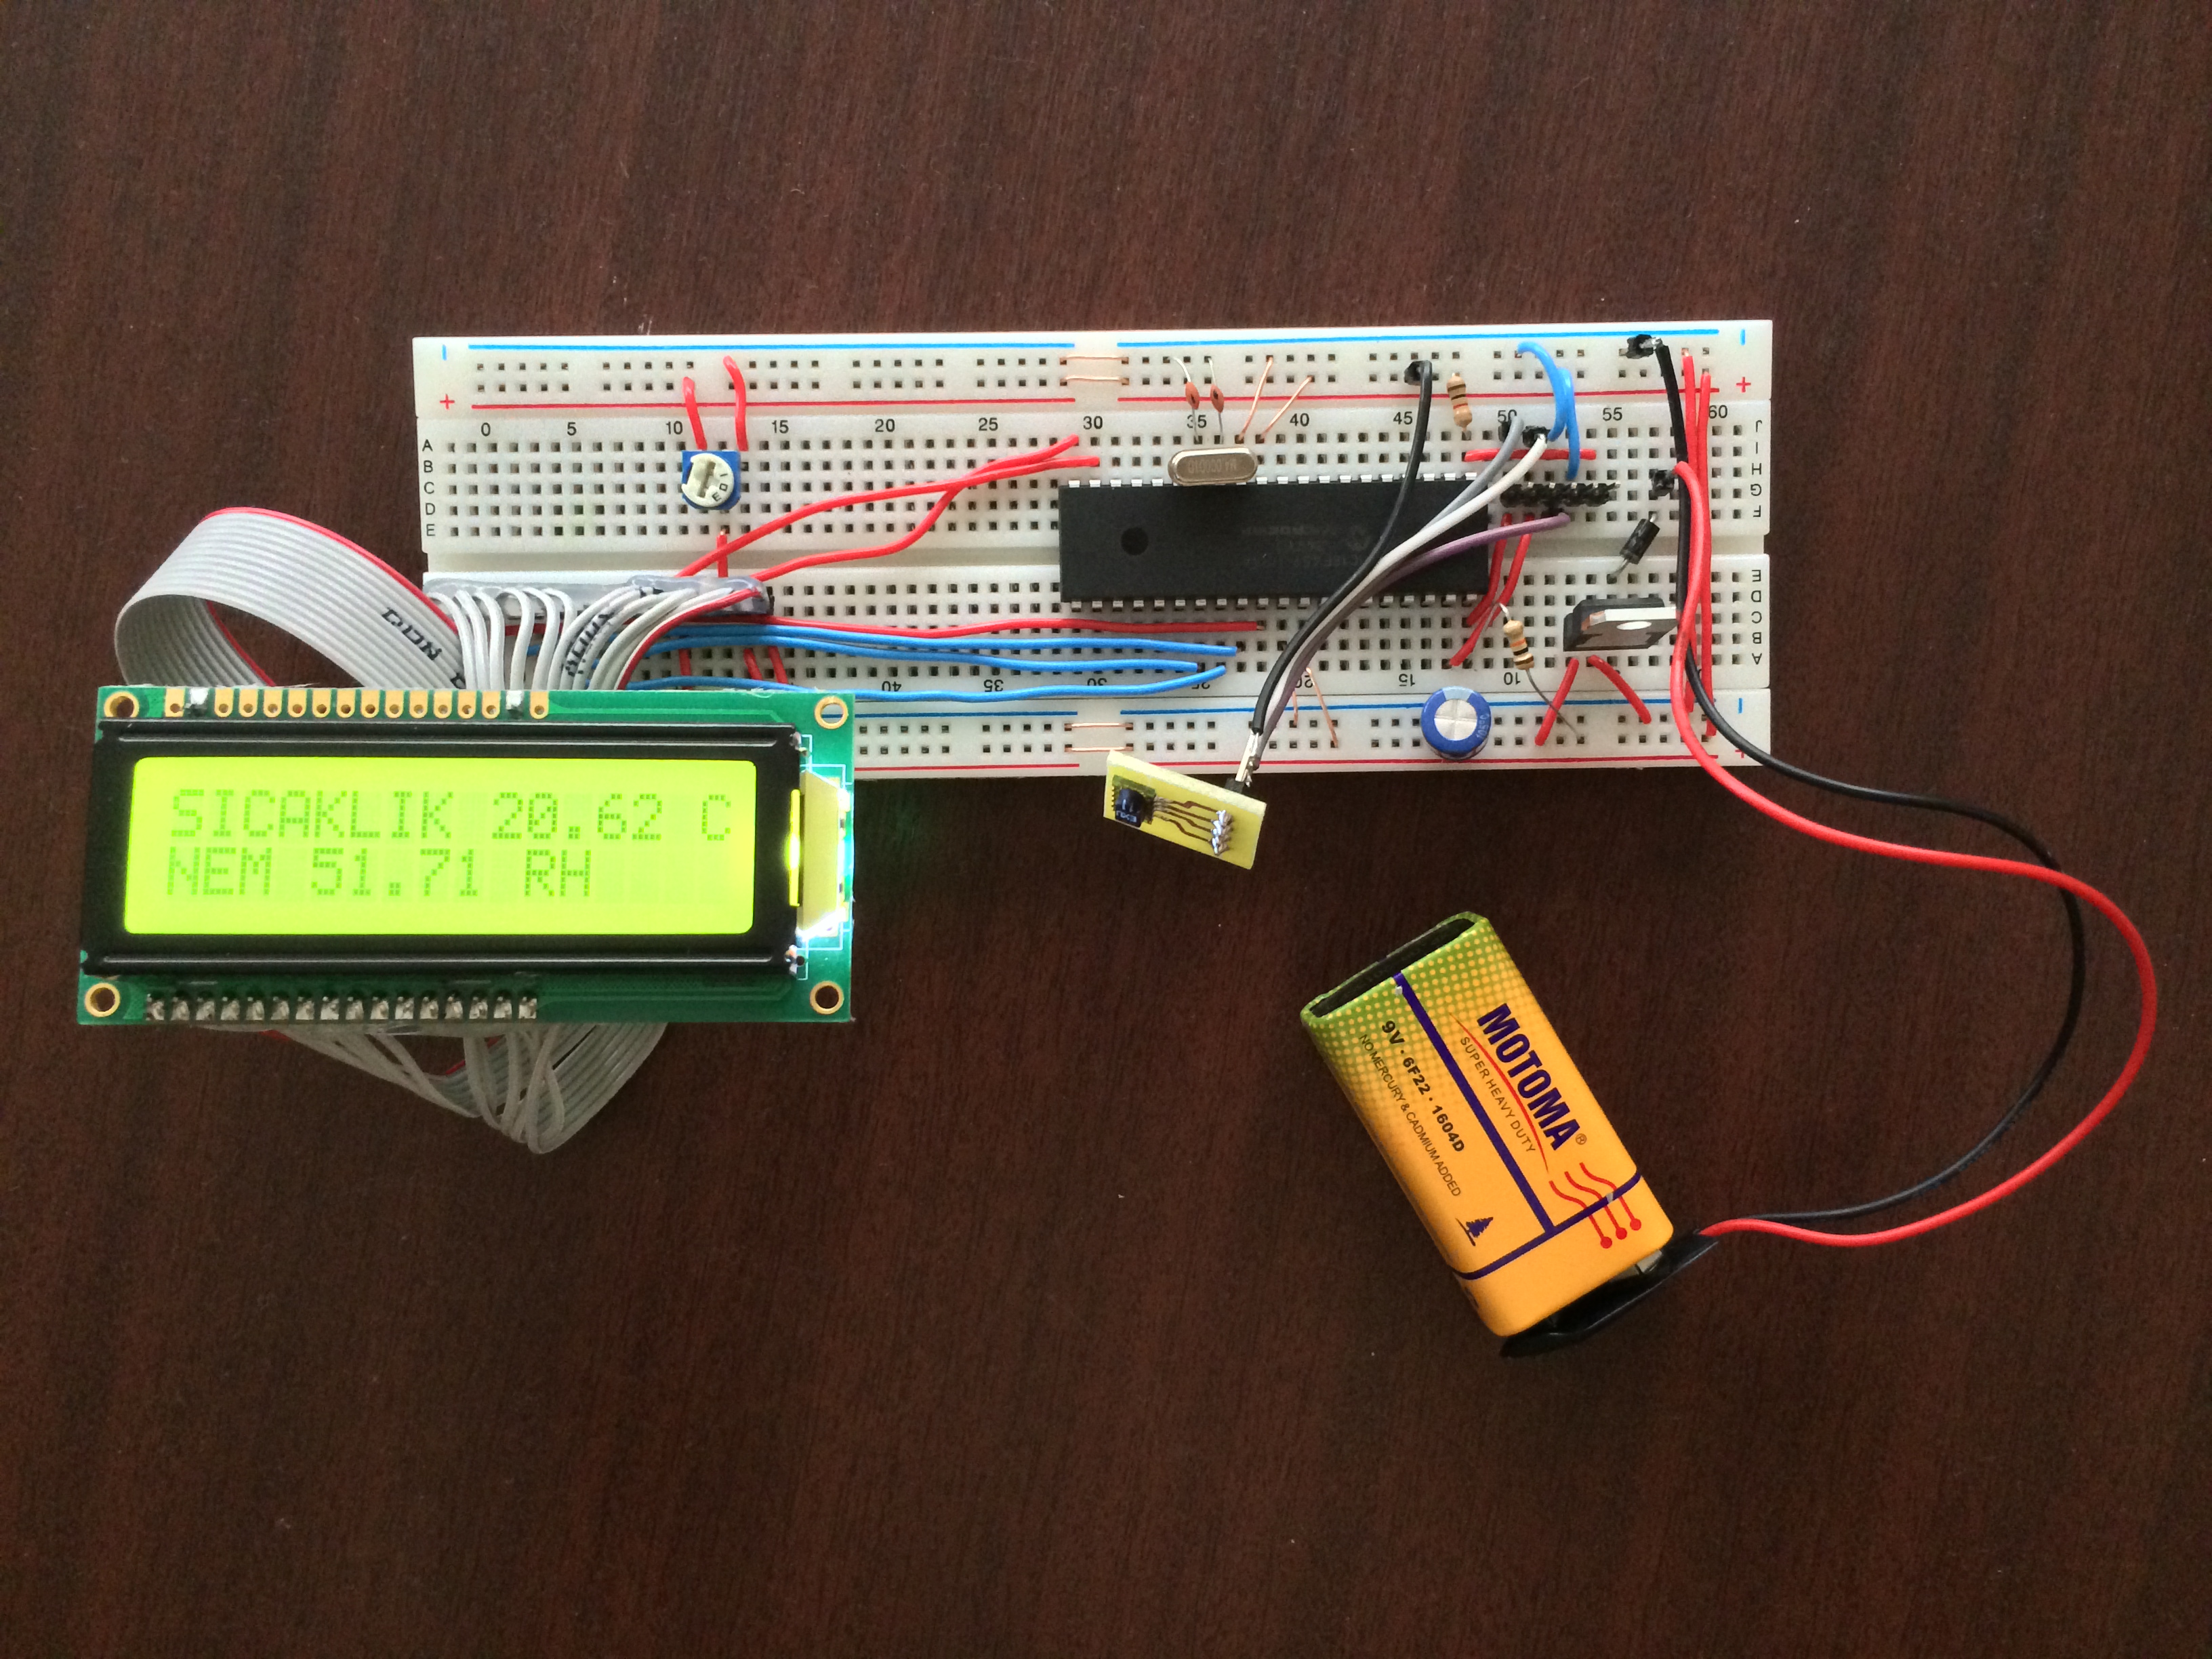 MOTOMA®
SUPER HEAVY DUTY
9V · 6F22 · 1604D
NO MERCURY & CADMIUM ADDED
SICAKLIK 20.62 C
NEM 51.71 RH
+
10 15 20 25 30 35 40
A
B
C
D
E
F
G
H
I
J
60 55 50 45 40 35 30 25 20 15 10 5 0
E
D
C
B
A
+ +